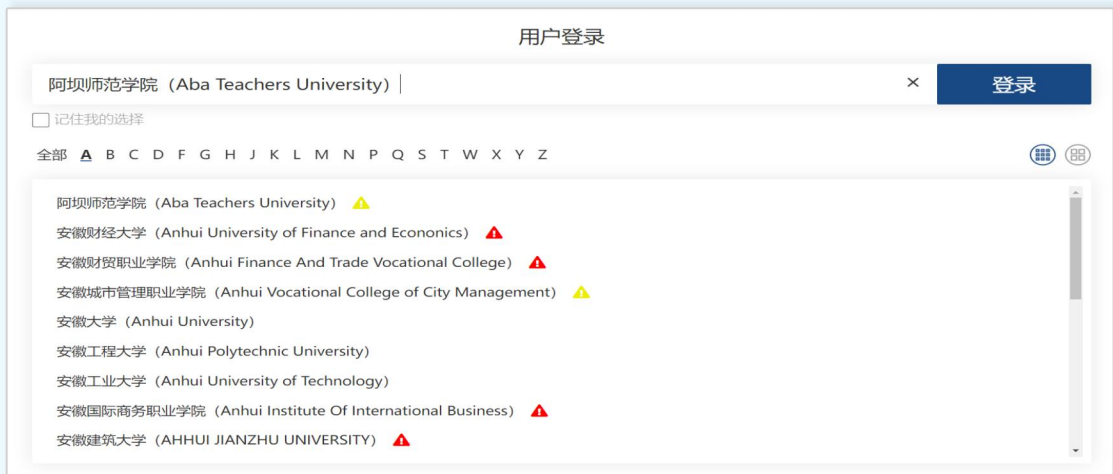 用户登录
阿坝师范学院（Aba Teachers University） ×
登录
记住我的选择
全部 A B C D F G H J K L M N P Q S T W X Y Z
阿坝师范学院（Aba Teachers University）
安徽财经大学（Anhui University of Finance and Econonics）
安徽财贸职业学院（Anhui Finance And Trade Vocational College）
安徽城市管理职业学院（Anhui Vocational College of City Management）
安徽大学（Anhui University）
安徽工程大学（Anhui Polytechnic University）
安徽工业大学（Anhui University of Technology）
安徽国际商务职业学院（Anhui Institute Of International Business）
安徽建筑大学（AHHUI JIANZHU UNIVERSITY）